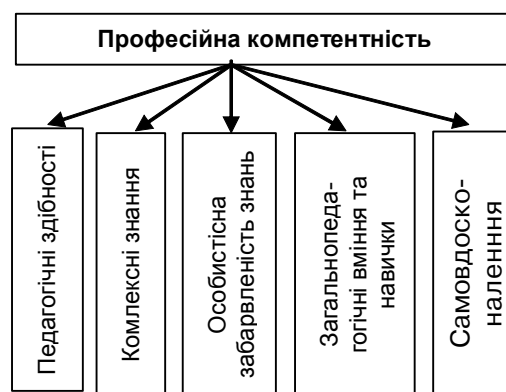 Професійна компетентність
Педагогічні здібності
Комлексні знання
Особистісна
забарвленість знань
Загальнопеда-
гогічні вміння та
навички
Самовдоско-
налення